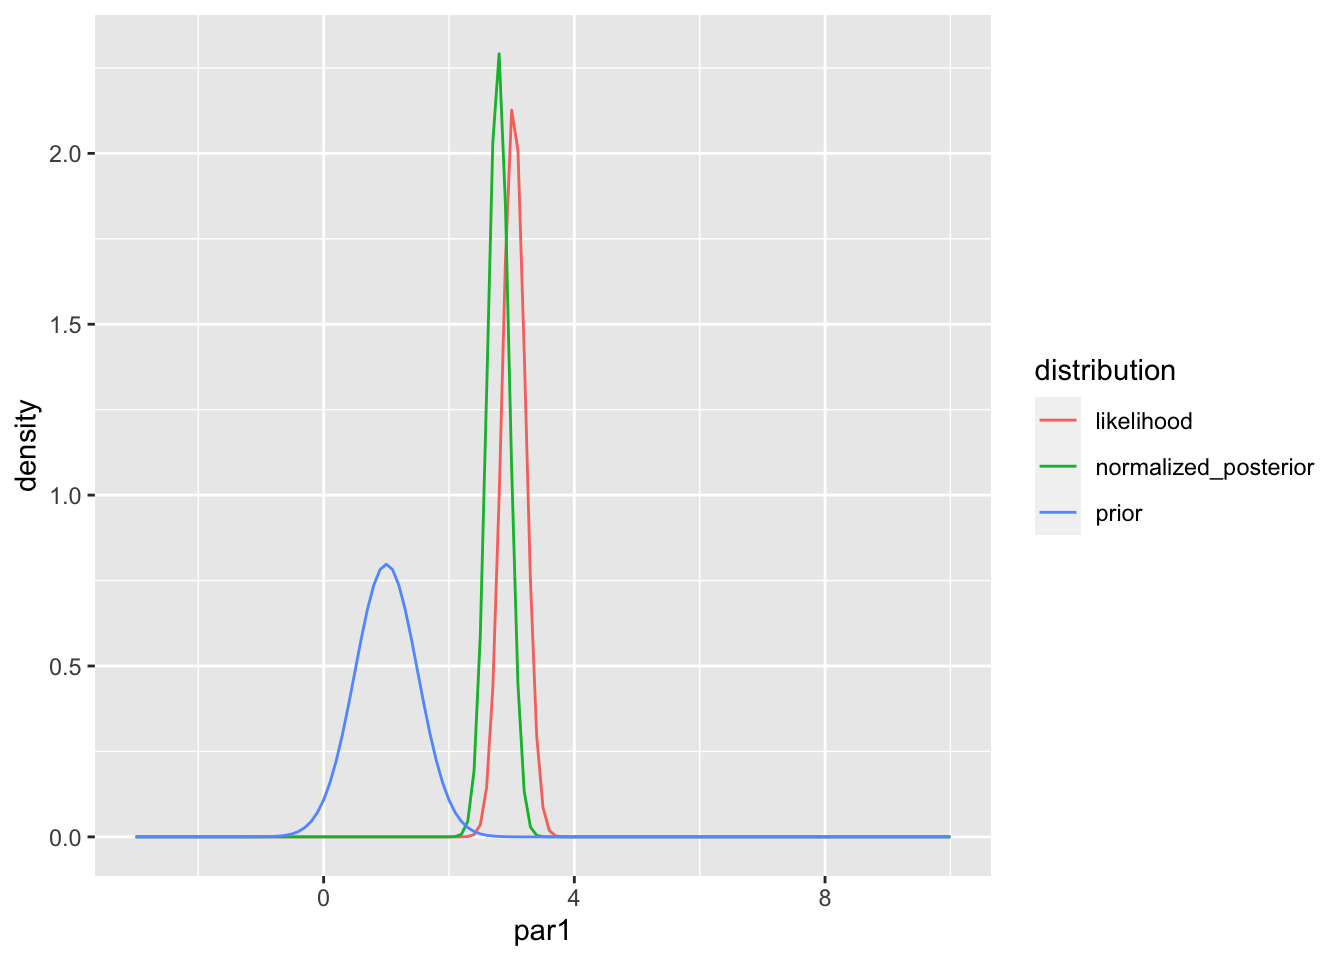 density
2.0
1.5
1.0
0.5
0.0
0
4
8
par1
distribution
likelihood
normalized_posterior
prior